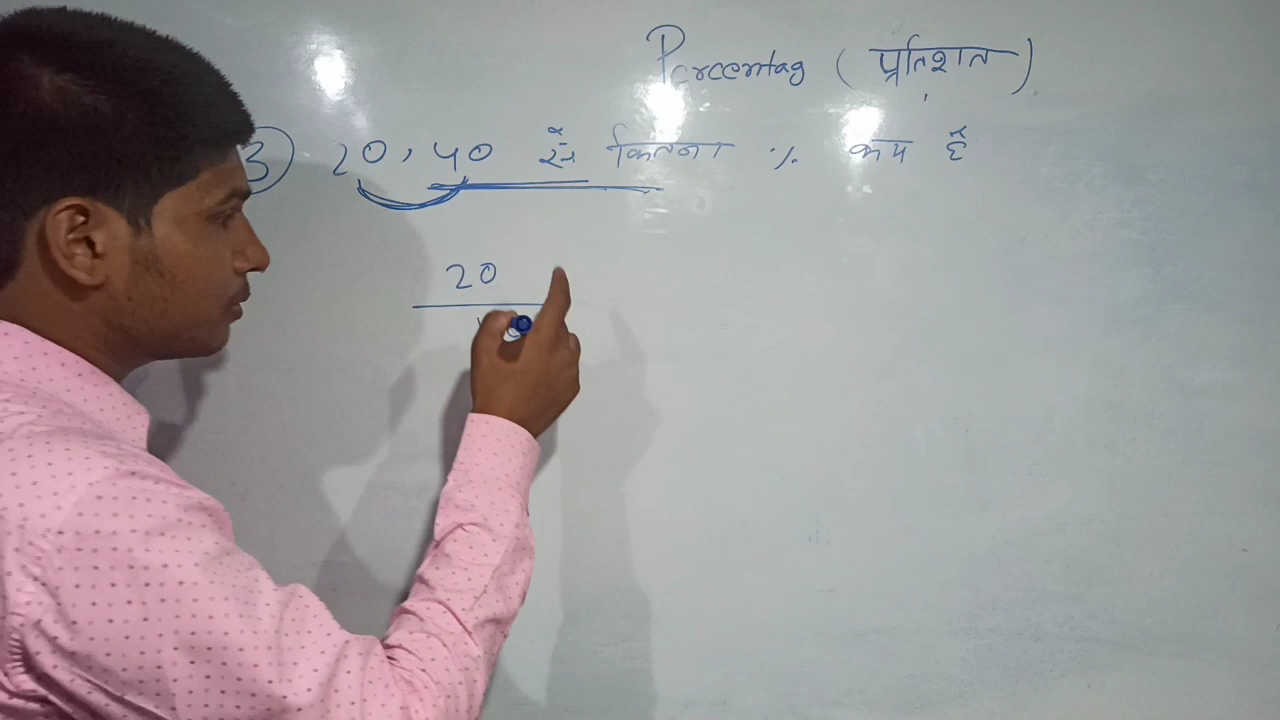 Percentag ( प्रतिशत )
3) 20, 40 से कितना % कम है
20